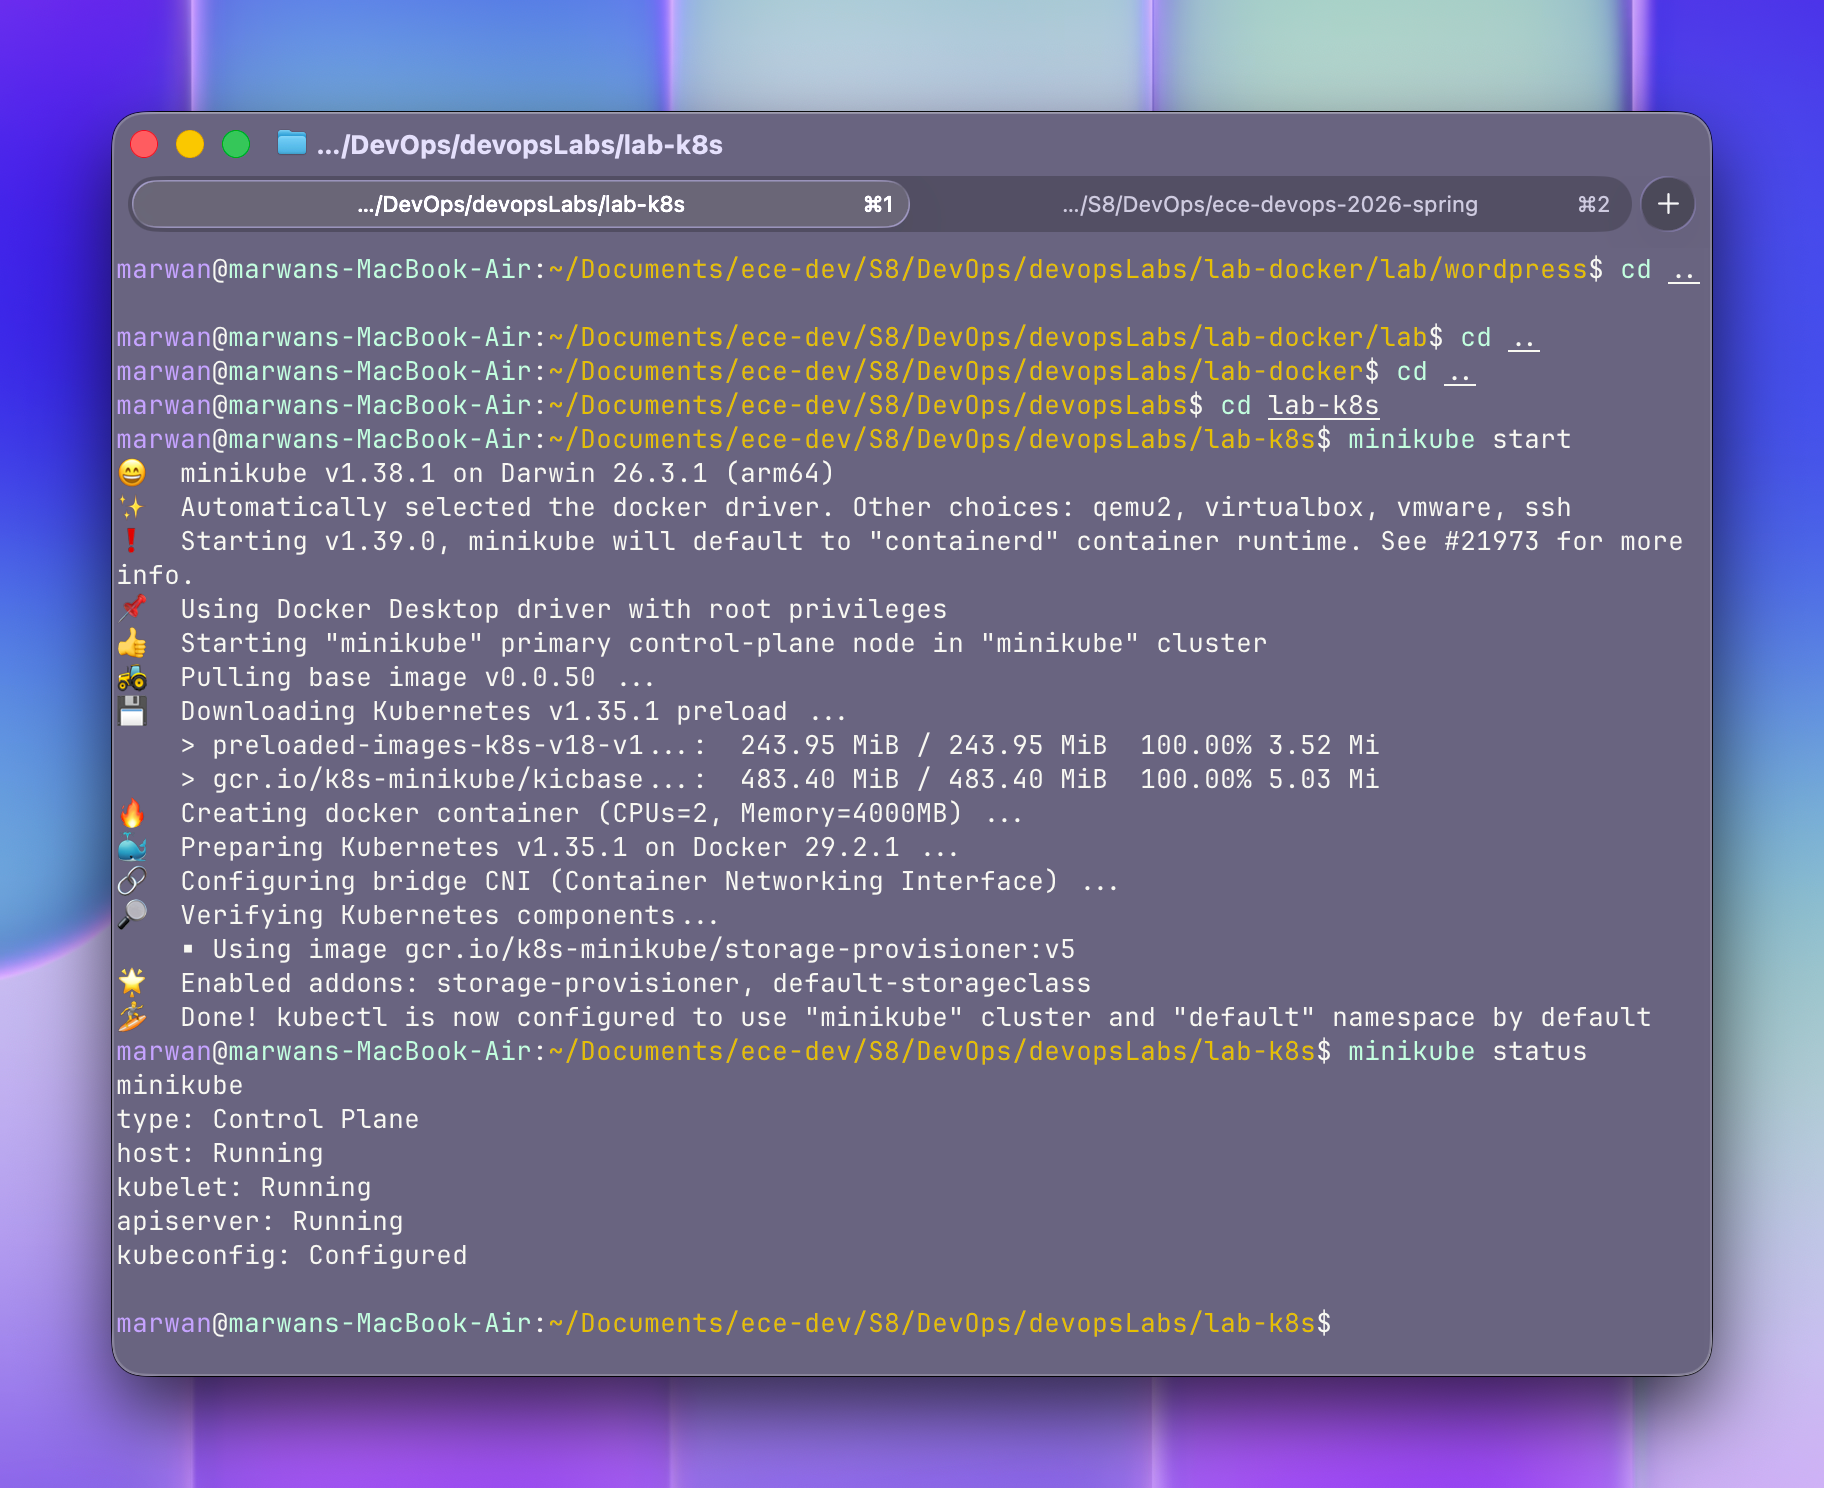 .../DevOps/devopsLabs/lab-k8s
.../DevOps/devopsLabs/lab-k8s ⌘1 .../S8/DevOps/ece-devops-2026-spring ⌘2 +
marwan@marwans-MacBook-Air:~/Documents/ece-dev/S8/DevOps/devopsLabs/lab-docker/lab/wordpress$ cd ..
marwan@marwans-MacBook-Air:~/Documents/ece-dev/S8/DevOps/devopsLabs/lab-docker/lab$ cd ..
marwan@marwans-MacBook-Air:~/Documents/ece-dev/S8/DevOps/devopsLabs/lab-docker$ cd ..
marwan@marwans-MacBook-Air:~/Documents/ece-dev/S8/DevOps/devopsLabs$ cd lab-k8s
marwan@marwans-MacBook-Air:~/Documents/ece-dev/S8/DevOps/devopsLabs/lab-k8s$ minikube start
😄 minikube v1.38.1 on Darwin 26.3.1 (arm64)
✨ Automatically selected the docker driver. Other choices: qemu2, virtualbox, vmware, ssh
❗ Starting v1.39.0, minikube will default to "containerd" container runtime. See #21973 for more
info.
📌 Using Docker Desktop driver with root privileges
👍 Starting "minikube" primary control-plane node in "minikube" cluster
🚜 Pulling base image v0.0.50 ...
💾 Downloading Kubernetes v1.35.1 preload ...
> preloaded-images-k8s-v18-v1...: 243.95 MiB / 243.95 MiB 100.00% 3.52 Mi
> gcr.io/k8s-minikube/kicbase...: 483.40 MiB / 483.40 MiB 100.00% 5.03 Mi
🔥 Creating docker container (CPUs=2, Memory=4000MB) ...
🐳 Preparing Kubernetes v1.35.1 on Docker 29.2.1 ...
🔗 Configuring bridge CNI (Container Networking Interface) ...
🔎 Verifying Kubernetes components...
▪ Using image gcr.io/k8s-minikube/storage-provisioner:v5
🌟 Enabled addons: storage-provisioner, default-storageclass
🏄 Done! kubectl is now configured to use "minikube" cluster and "default" namespace by default
marwan@marwans-MacBook-Air:~/Documents/ece-dev/S8/DevOps/devopsLabs/lab-k8s$ minikube status
minikube
type: Control Plane
host: Running
kubelet: Running
apiserver: Running
kubeconfig: Configured
marwan@marwans-MacBook-Air:~/Documents/ece-dev/S8/DevOps/devopsLabs/lab-k8s$